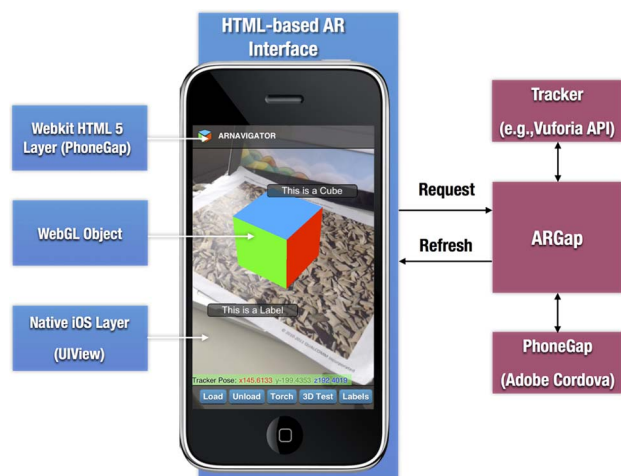 HTML-based AR
Interface
Webkit HTML 5
Layer (PhoneGap)
ARNAVIGATOR
This is a Cube
WebGL Object
This is a Label
Native iOS Layer
(UIView)
Tracker Pose: x145.6133 y-199.4353 z192.4019
Load Unload Torch 3D Test Labels
Request
Refresh
Tracker
(e.g.,Vuforia API)
ARGap
PhoneGap
(Adobe Cordova)